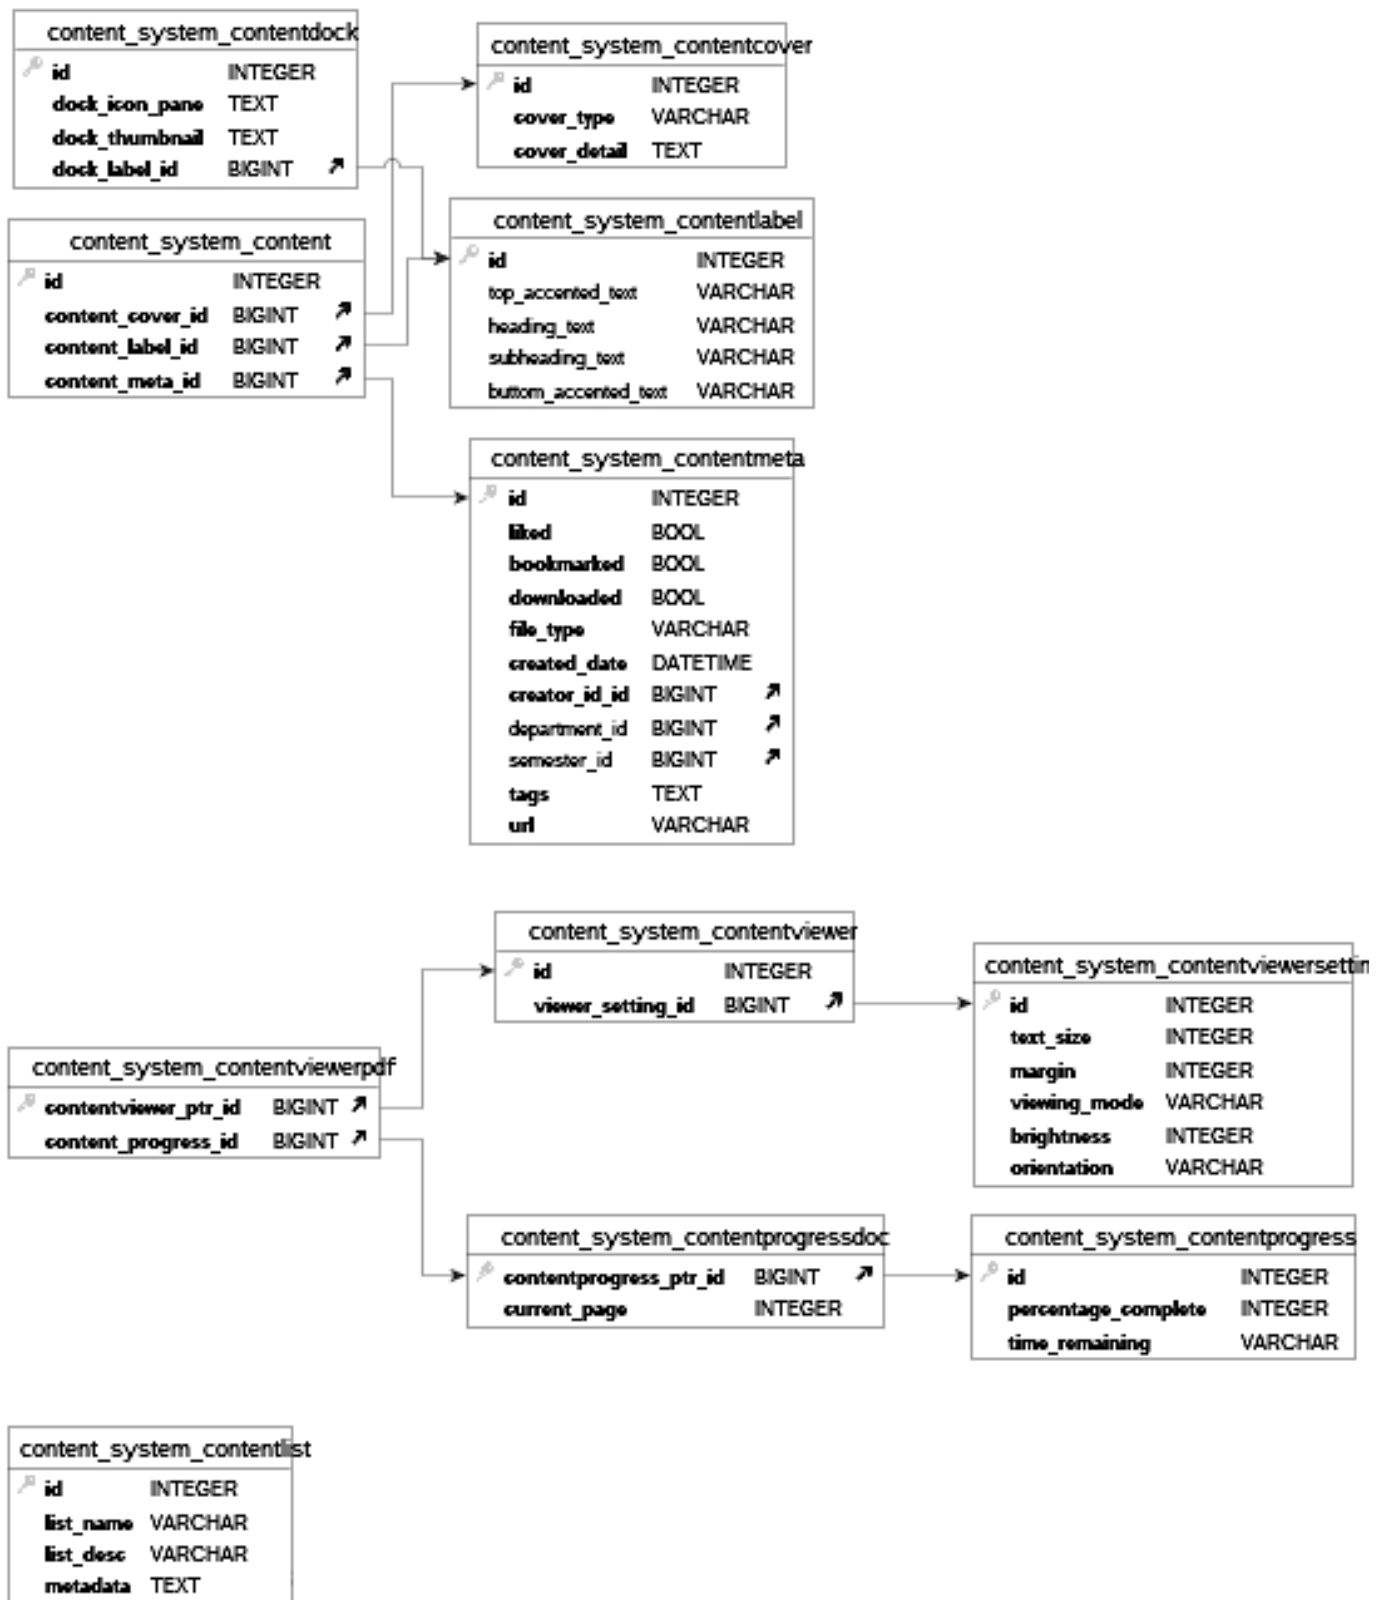 content_system_contentdock
id INTEGER
dock_icon_pane TEXT
dock_thumbnail TEXT
dock_label_id BIGINT
content_system_contentcover
id INTEGER
cover_type VARCHAR
cover_detail TEXT
content_system_content
id INTEGER
content_cover_id BIGINT
content_label_id BIGINT
content_meta_id BIGINT
content_system_contentlabel
id INTEGER
top_accented_text VARCHAR
heading_text VARCHAR
subheading_text VARCHAR
buttom_accented_text VARCHAR
content_system_contentmeta
id INTEGER
liked BOOL
bookmarked BOOL
downloaded BOOL
file_type VARCHAR
created_date DATETIME
creator_id_id BIGINT
department_id BIGINT
semester_id BIGINT
tags TEXT
url VARCHAR
content_system_contentviewer
id INTEGER
viewer_setting_id BIGINT
content_system_contentviewersettin
id INTEGER
text_size INTEGER
margin INTEGER
viewing_mode VARCHAR
brightness INTEGER
orientation VARCHAR
content_system_contentviewerpdf
contentviewer_ptr_id BIGINT
content_progress_id BIGINT
content_system_contentprogressdoc
contentprogress_ptr_id BIGINT
current_page INTEGER
content_system_contentprogress
id INTEGER
percentage_complete INTEGER
time_remaining VARCHAR
content_system_contentlist
id INTEGER
list_name VARCHAR
list_desc VARCHAR
metadata TEXT